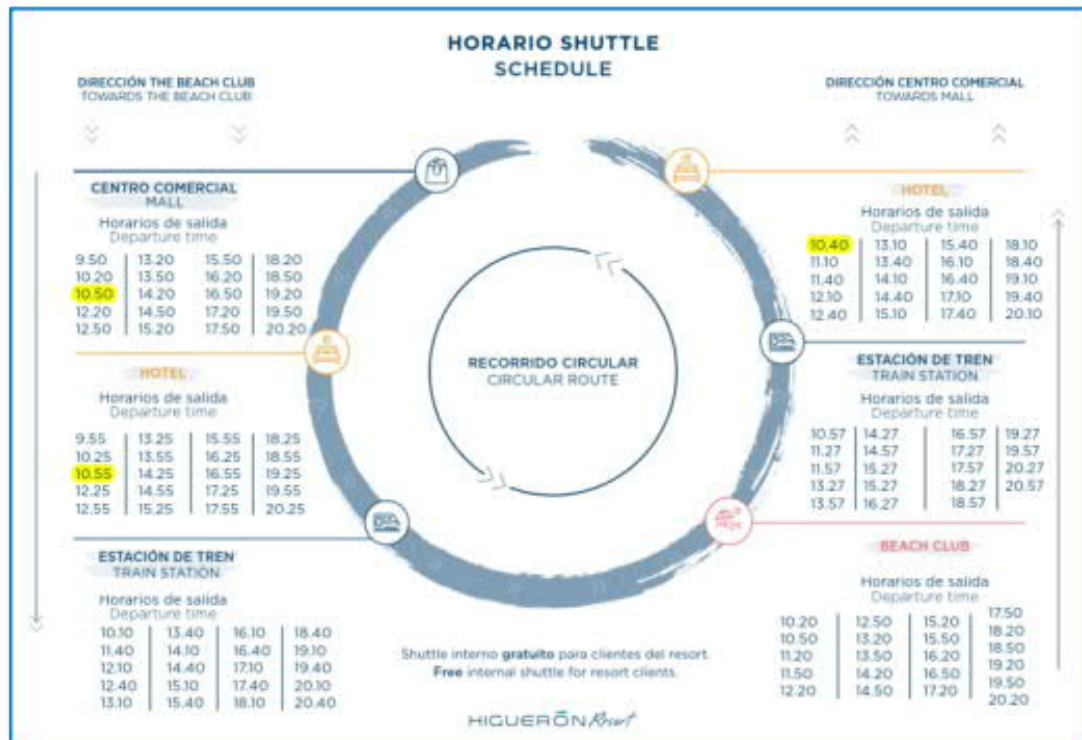 HORARIO SHUTTLE
SCHEDULE
DIRECCIÓN THE BEACH CLUB
TOWARDS THE BEACH CLUB
CENTRO COMERCIAL
MALL
Horarios de salida
Departure time
9.50 13.20 15.50 18.20
10.20 13.50 16.20 18.50
10.50 14.20 16.50 19.20
12.20 14.50 17.20 19.50
12.50 15.20 17.50 20.20
HOTEL
Horarios de salida
Departure time
9.55 13.25 15.55 18.25
10.25 13.55 16.25 18.55
10.55 14.25 16.55 19.25
12.25 14.55 17.25 19.55
12.55 15.25 17.55 20.25
ESTACIÓN DE TREN
TRAIN STATION
Horarios de salida
Departure time
10.10 13.40 16.10 18.40
11.40 14.10 16.40 19.10
12.10 14.40 17.10 19.40
12.40 15.10 17.40 20.10
13.10 15.40 18.10 20.40
RECORRIDO CIRCULAR
CIRCULAR ROUTE
DIRECCIÓN CENTRO COMERCIAL
TOWARDS MALL
HOTEL
Horarios de salida
Departure time
10.40 13.10 15.40 18.10
11.10 13.40 16.10 18.40
11.40 14.10 16.40 19.10
12.10 14.40 17.10 19.40
12.40 15.10 17.40 20.10
ESTACIÓN DE TREN
TRAIN STATION
Horarios de salida
Departure time
10.57 14.27 16.57 19.27
11.27 14.57 17.27 19.57
11.57 15.27 17.57 20.27
13.27 15.27 18.27 20.57
13.57 16.27 18.57
BEACH CLUB
Horarios de salida
Departure time
10.20 12.50 15.20 17.50
10.50 13.20 15.50 18.20
11.20 13.50 16.20 18.50
11.50 14.20 16.50 19.20
12.20 14.50 17.20 19.50
20.20
Shuttle interno gratuito para clientes del resort.
Free internal shuttle for resort clients.
HIGUERÓN Resort